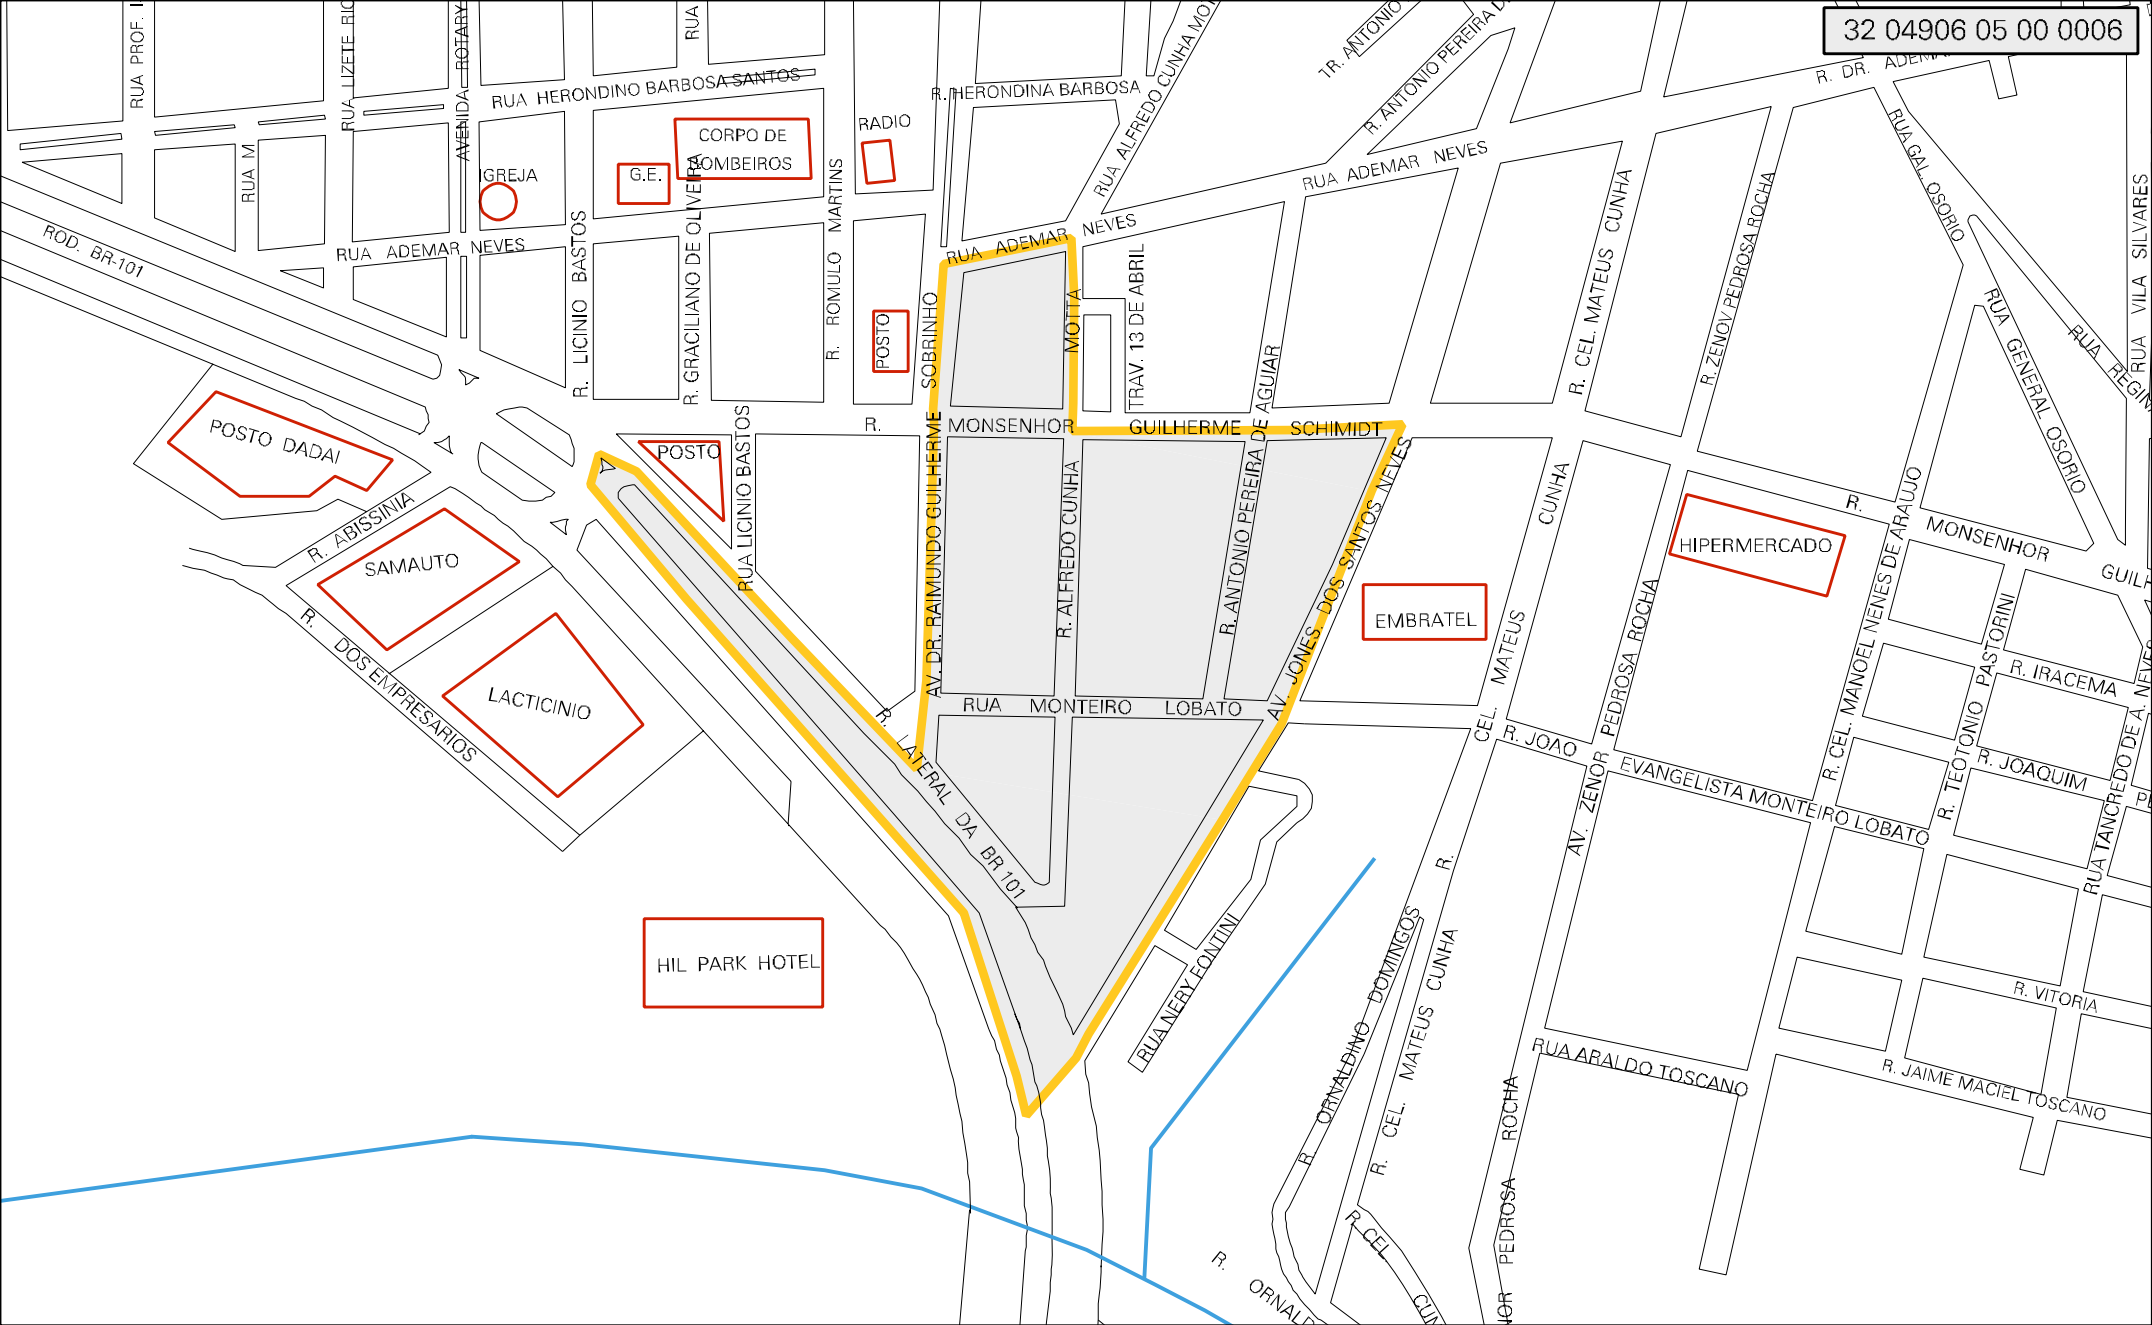 32 04906 05 00 0006
RUA PROF.
RUA LIZETE
AVENIDA ROTARY
RUA
RUA M
RUA HERONDINO BARBOSA SANTOS
R. HERONDINA BARBOSA
RUA ALFREDO CUNHA
TR. ANTONIO
R. ANTONIO PEREIRA
R. DR.
RUA GAL. OSORIO
RUA VILA SILVARES
CORPO DE
BOMBEIROS
RADIO
IGREJA
G.E.
RUA ADEMAR NEVES
RUA ADEMAR NEVES
RUA ADEMAR NEVES
ROD. BR-101
R. LICINIO BASTOS
R. GRACILIANO DE OLIVEIRA
R. ROMULO MARTINS
POSTO
SOBRINHO
MOTTA
TRAV. 13 DE ABRIL
R. CEL. MATEUS CUNHA
R. ZENOV PEDROSA ROCHA
RUA GENERAL OSORIO
RUA
POSTO DADAI
POSTO
RUA LICINIO BASTOS
R. MONSENHOR GUILHERME SCHIMIDT
R. MONSENHOR
AV. DR. RAIMUNDO GUILHERME
R. ALFREDO CUNHA
R. ANTONIO PEREIRA DE AGUIAR
AV. JONES DOS SANTOS NEVES
CEL. MATEUS CUNHA
HIPERMERCADO
EMBRATEL
R. ABISSINIA
SAMAUTO
LACTICINIO
R. DOS EMPRESARIOS
R. LATERAL DA BR 101
RUA MONTEIRO LOBATO
R. JOAO EVANGELISTA MONTEIRO LOBATO
AV. ZENOR PEDROSA ROCHA
R. CEL. MANOEL NENES DE ARAUJO
R. TEOTONIO PASTORINI
R. IRACEMA
R. JOAQUIM
RUA TANCREDO DE A. NEVES
HIL PARK HOTEL
RUA NERY FONTINI
R. ORNALDINO DOMINGOS
R. CEL. MATEUS CUNHA
R.
R. VITORIA
RUA ARALDO TOSCANO
R. JAIME MACIEL TOSCANO
PEDROSA ROCHA
R. CEL.
R.